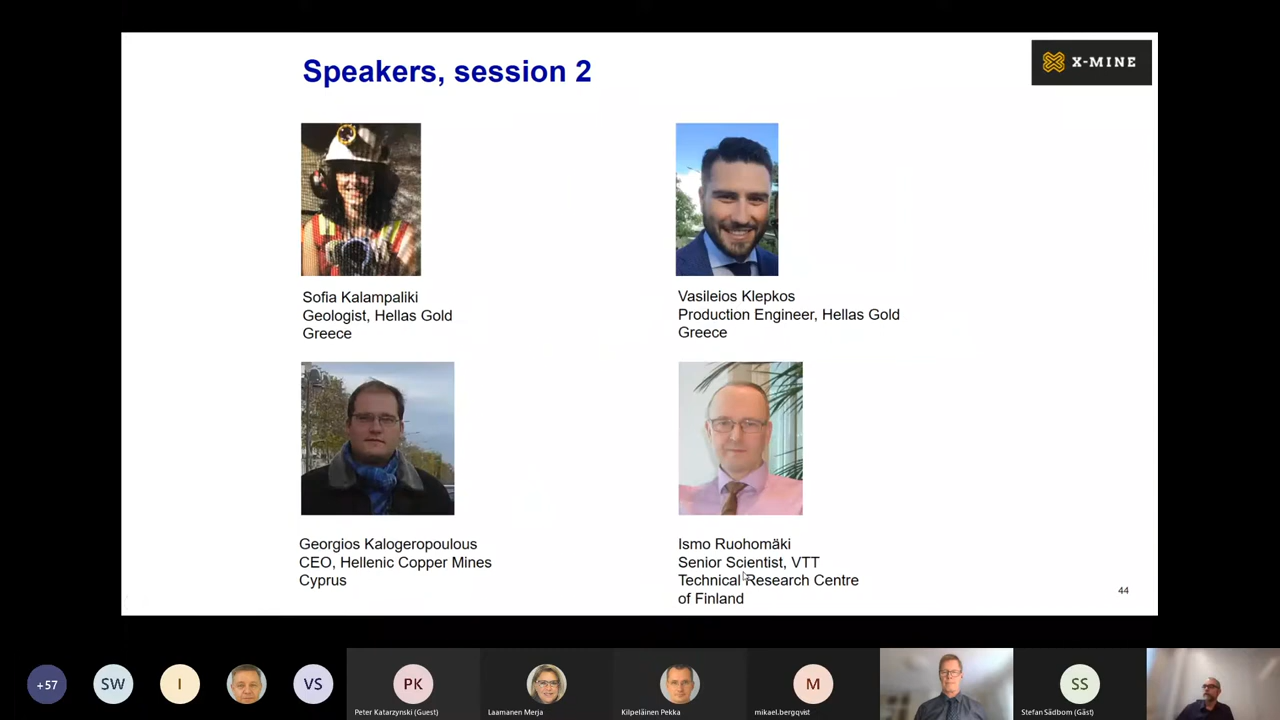 Speakers, session 2
X-MINE
Sofia Kalampaliki
Geologist, Hellas Gold
Greece
Vasileios Klepkos
Production Engineer, Hellas Gold
Greece
Georgios Kalogeropoulous
CEO, Hellenic Copper Mines
Cyprus
Ismo Ruohomäki
Senior Scientist, VTT
Technical Research Centre
of Finland
44
+57
SW
I
VS
PK
Peter Katarzynski (Guest)
Laamanen Merja
Kilpeläinen Pekka
M
mikael.bergqvist
SS
Stefan Sädbom (Gäst)